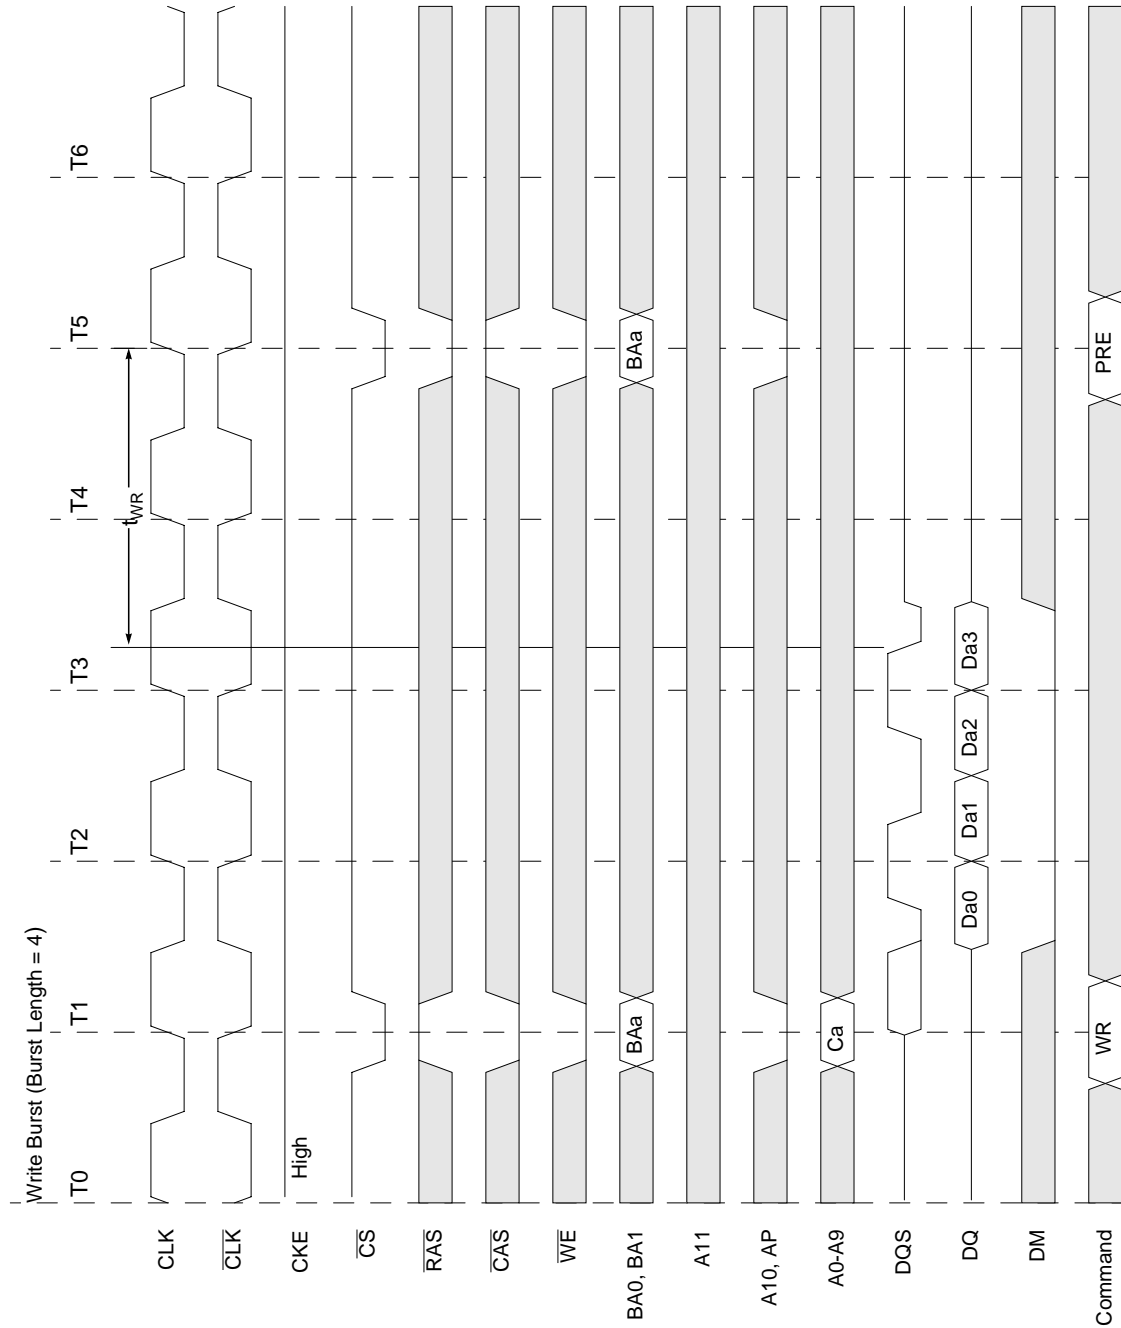 Write Burst (Burst Length = 4)
T0 T1 T2 T3 T4 T5 T6
tWR
CLK
CLK
CKE High
CS
RAS
CAS
WE
BA0, BA1 BAa BAa
A11
A10, AP
A0-A9 Ca
DQS
DQ Da0 Da1 Da2 Da3
DM
Command WR PRE